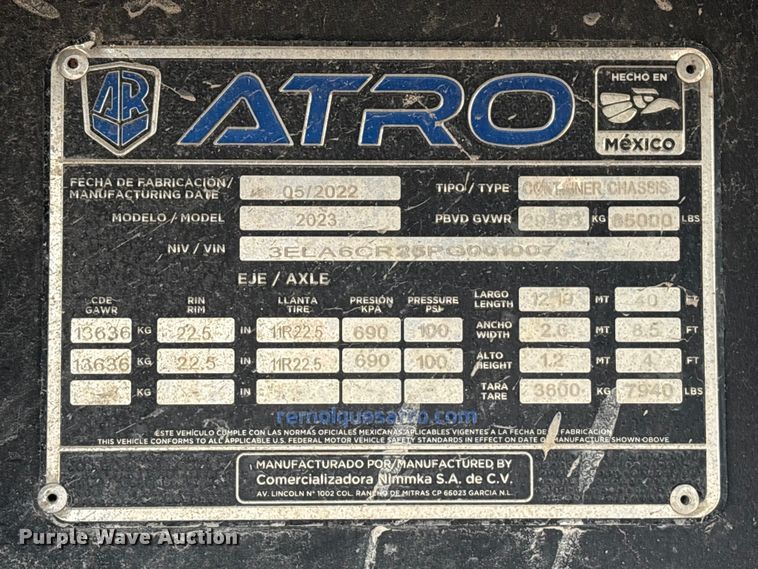 AR
ATRO
HECHO EN
MÉXICO
FECHA DE FABRICACIÓN/ MANUFACTURING DATE 05/2022 TIPO / TYPE CONTAINER CHASSIS
MODELO / MODEL 2023 PBVD GVWR KG 65000 LBS
NIV / VIN 3ELA6CR25PG001007
EJE / AXLE
CDE GAWR RIN RIM LLANTA TIRE PRESIÓN KPA PRESSURE PSI
LARGO LENGTH 12.19 MT 40 FT
13636 KG 22.5 IN 11R22.5 690 100
ANCHO WIDTH 2.6 MT 8.5 FT
13636 KG 22.5 IN 11R22.5 690 100
ALTO HEIGHT 1.2 MT 4 FT
KG IN
TARA TARE 3600 KG 7940 LBS
remolquesatro.com
ESTE VEHÍCULO CUMPLE CON LAS NORMAS OFICIALES MEXICANAS APLICABLES VIGENTES A LA FECHA DE SU FABRICACIÓN
THIS VEHICLE CONFORMS TO ALL APPLICABLE U.S. FEDERAL MOTOR VEHICLE SAFETY STANDARDS IN EFFECT ON DATE OF MANUFACTURE SHOWN ABOVE
MANUFACTURADO POR/MANUFACTURED BY
Comercializadora Nimmka S.A. de C.V.
AV. LINCOLN N° 1002 COL. RANCHO DE MITRAS CP 66023 GARCIA N.L.
Purple Wave Auction